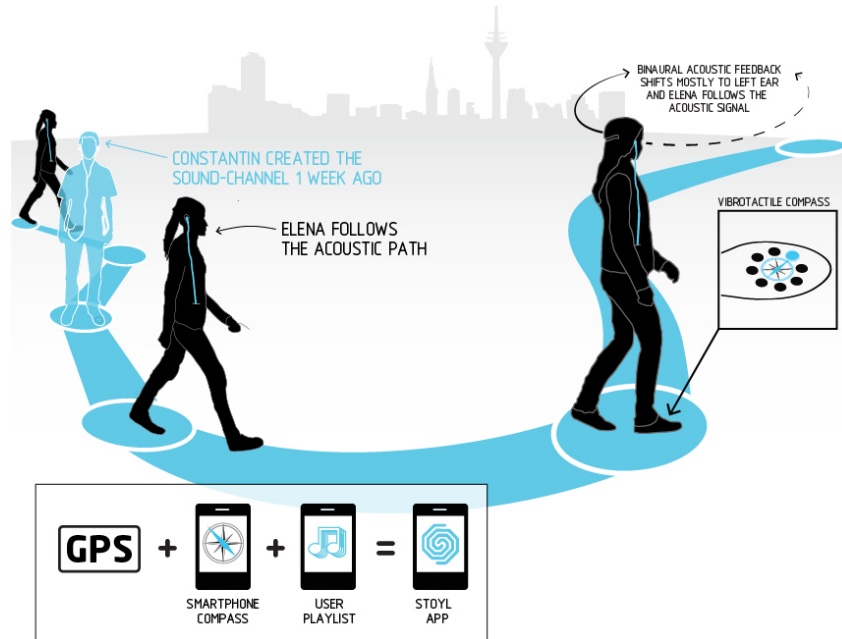 BINAURAL ACOUSTIC FEEDBACK
SHIFTS MOSTLY TO LEFT EAR
AND ELENA FOLLOWS THE
ACOUSTIC SIGNAL
CONSTANTIN CREATED THE
SOUND-CHANNEL 1 WEEK AGO
ELENA FOLLOWS
THE ACOUSTIC PATH
VIBROTACTILE COMPASS
GPS + + =
SMARTPHONE
COMPASS
USER
PLAYLIST
STOYL
APP